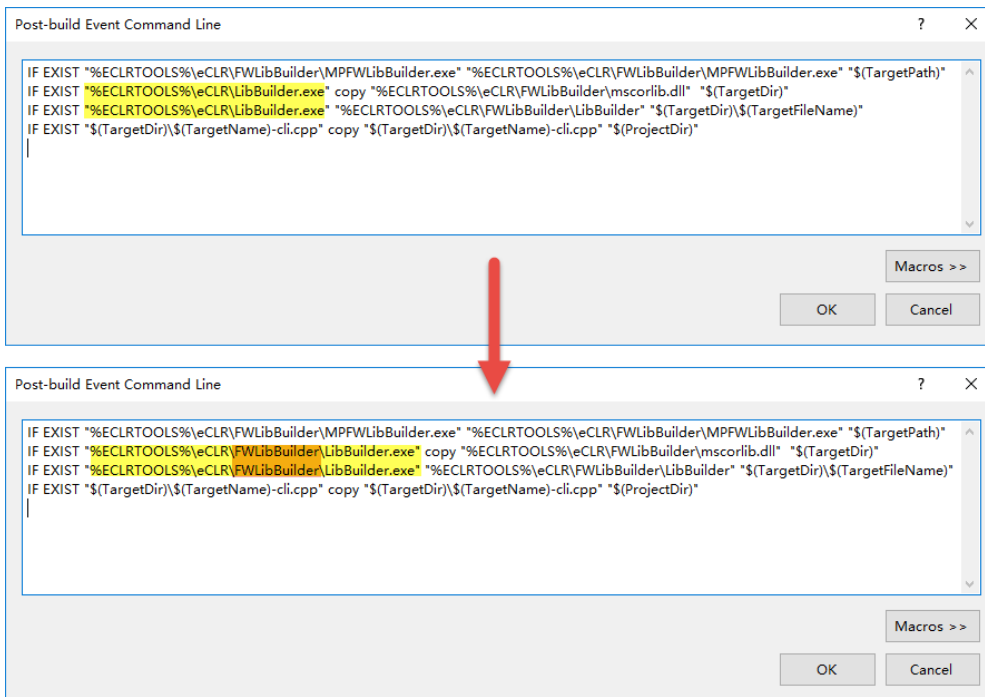 Post-build Event Command Line ? ×
IF EXIST "%ECLRTOOLS%\eCLR\FWLibBuilder\MPFWLibBuilder.exe" "%ECLRTOOLS%\eCLR\FWLibBuilder\MPFWLibBuilder.exe" "$(TargetPath)"
IF EXIST "%ECLRTOOLS%\eCLR\LibBuilder.exe" copy "%ECLRTOOLS%\eCLR\FWLibBuilder\mscorlib.dll"  "$(TargetDir)"
IF EXIST "%ECLRTOOLS%\eCLR\LibBuilder.exe" "%ECLRTOOLS%\eCLR\FWLibBuilder\LibBuilder" "$(TargetDir)\$(TargetFileName)"
IF EXIST "$(TargetDir)\$(TargetName)-cli.cpp" copy "$(TargetDir)\$(TargetName)-cli.cpp" "$(ProjectDir)"
Macros >>
OK Cancel
Post-build Event Command Line ? ×
IF EXIST "%ECLRTOOLS%\eCLR\FWLibBuilder\MPFWLibBuilder.exe" "%ECLRTOOLS%\eCLR\FWLibBuilder\MPFWLibBuilder.exe" "$(TargetPath)"
IF EXIST "%ECLRTOOLS%\eCLR\FWLibBuilder\LibBuilder.exe" copy "%ECLRTOOLS%\eCLR\FWLibBuilder\mscorlib.dll"  "$(TargetDir)"
IF EXIST "%ECLRTOOLS%\eCLR\FWLibBuilder\LibBuilder.exe" "%ECLRTOOLS%\eCLR\FWLibBuilder\LibBuilder" "$(TargetDir)\$(TargetFileName)"
IF EXIST "$(TargetDir)\$(TargetName)-cli.cpp" copy "$(TargetDir)\$(TargetName)-cli.cpp" "$(ProjectDir)"
Macros >>
OK Cancel